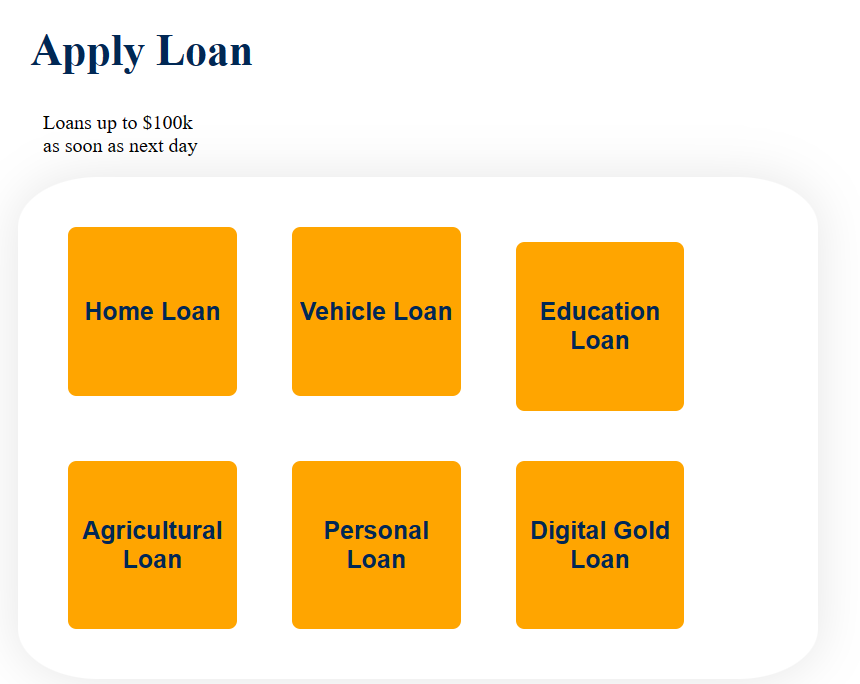 Apply Loan
Loans up to $100k
as soon as next day
Home Loan
Vehicle Loan
Education
Loan
Agricultural
Loan
Personal
Loan
Digital Gold
Loan